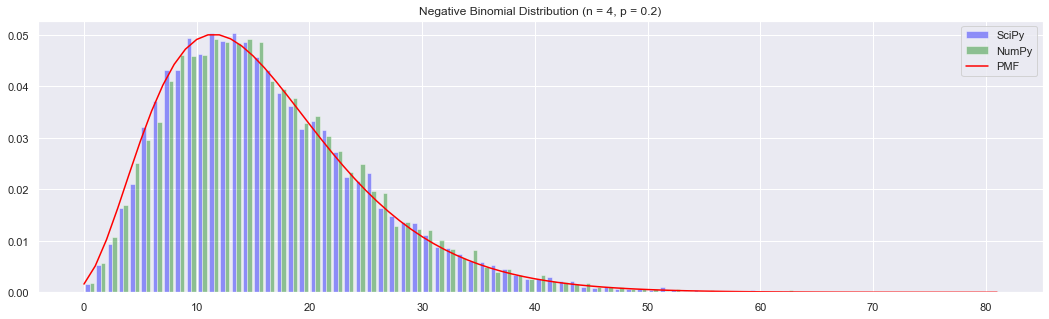 Negative Binomial Distribution (n = 4, p = 0.2)
SciPy
NumPy
PMF
0.05
0.04
0.03
0.02
0.01
0.00
0 10 20 30 40 50 60 70 80